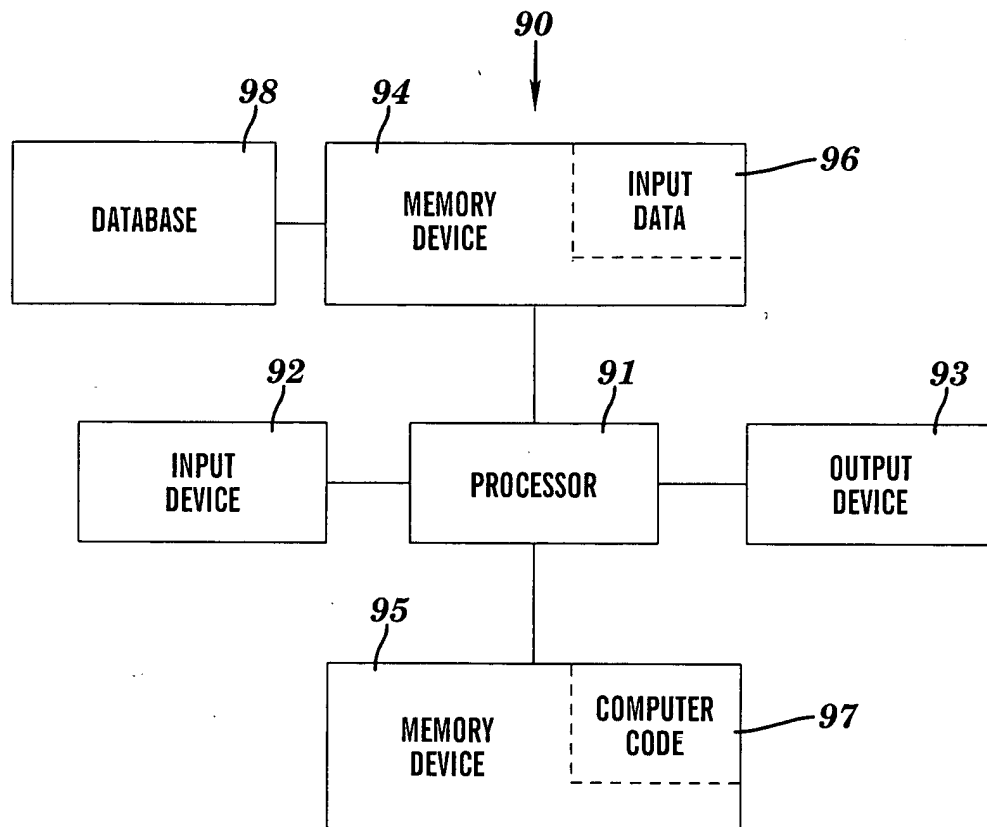 90
98
94
96
DATABASE
MEMORY
DEVICE
INPUT
DATA
92
91
93
INPUT
DEVICE
PROCESSOR
OUTPUT
DEVICE
95
MEMORY
DEVICE
COMPUTER
CODE
97